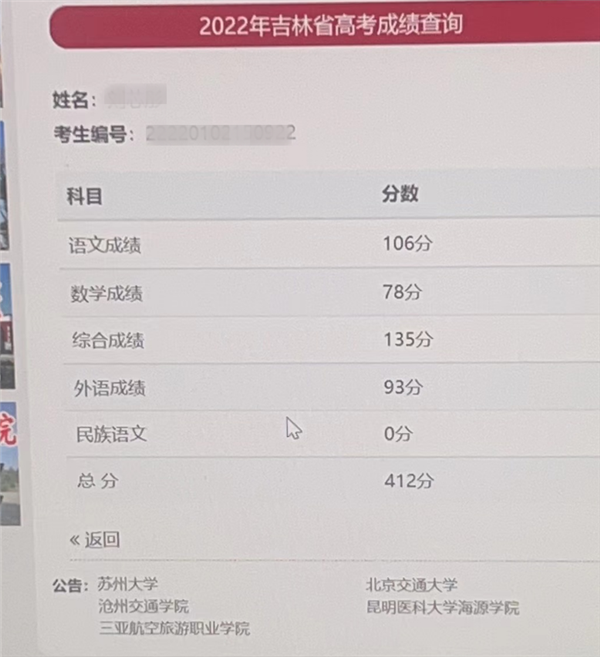 2022年吉林省高考成绩查询
姓名：
考生编号：
科目 分数
语文成绩 106分
数学成绩 78分
综合成绩 135分
外语成绩 93分
民族语文 0分
总 分 412分
« 返回
公告： 苏州大学 北京交通大学
沧州交通学院 昆明医科大学海源学院
三亚航空旅游职业学院
院